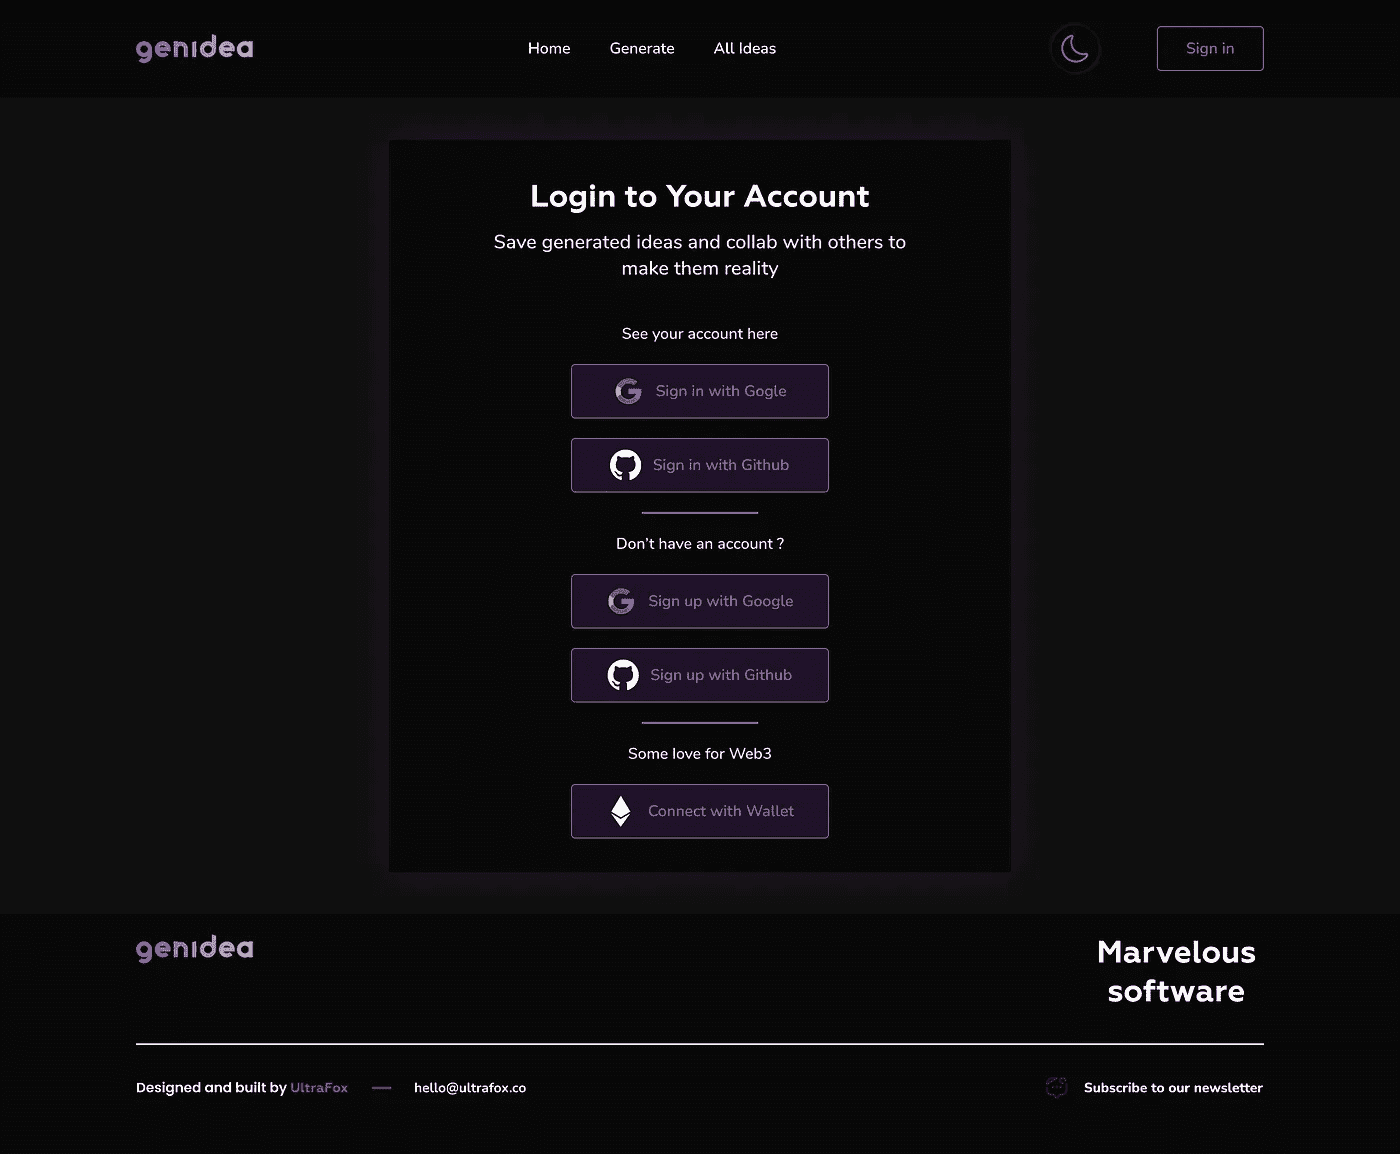 genidea
Home
Generate
All Ideas
Sign in
Login to Your Account
Save generated ideas and collab with others to
make them reality
See your account here
Sign in with Gogle
Sign in with Github
Don't have an account ?
Sign up with Google
Sign up with Github
Some love for Web3
Connect with Wallet
genidea
Marvelous
software
Designed and built by UltraFox — hello@ultrafox.co
Subscribe to our newsletter